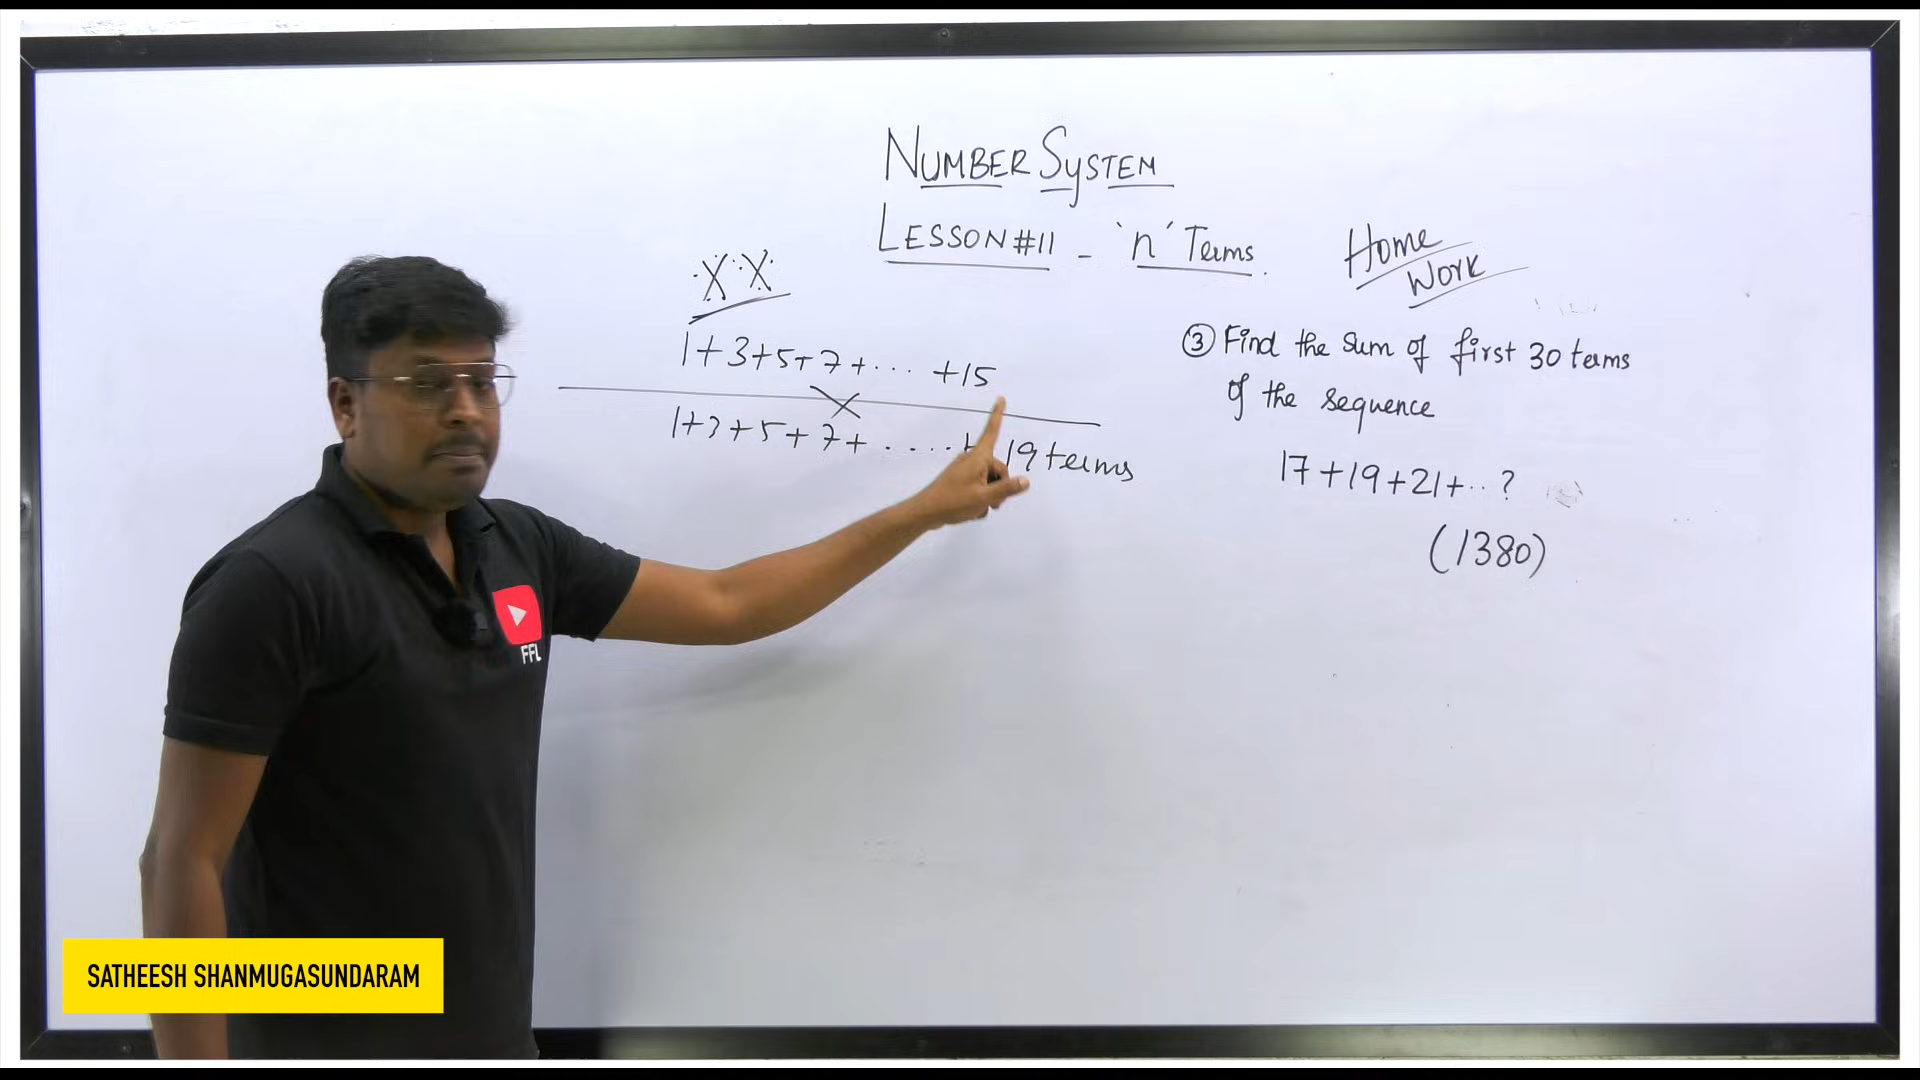 NUMBER SYSTEM
LESSON #11 - 'n' Terms.
X X
1+3+5+7+... +15
1+3+5+7+ ....+ 19 terms
Home
Work
③ Find the sum of first 30 terms
of the sequence
17+19+21+..?
(1380)
FFL
SATHEESH SHANMUGASUNDARAM